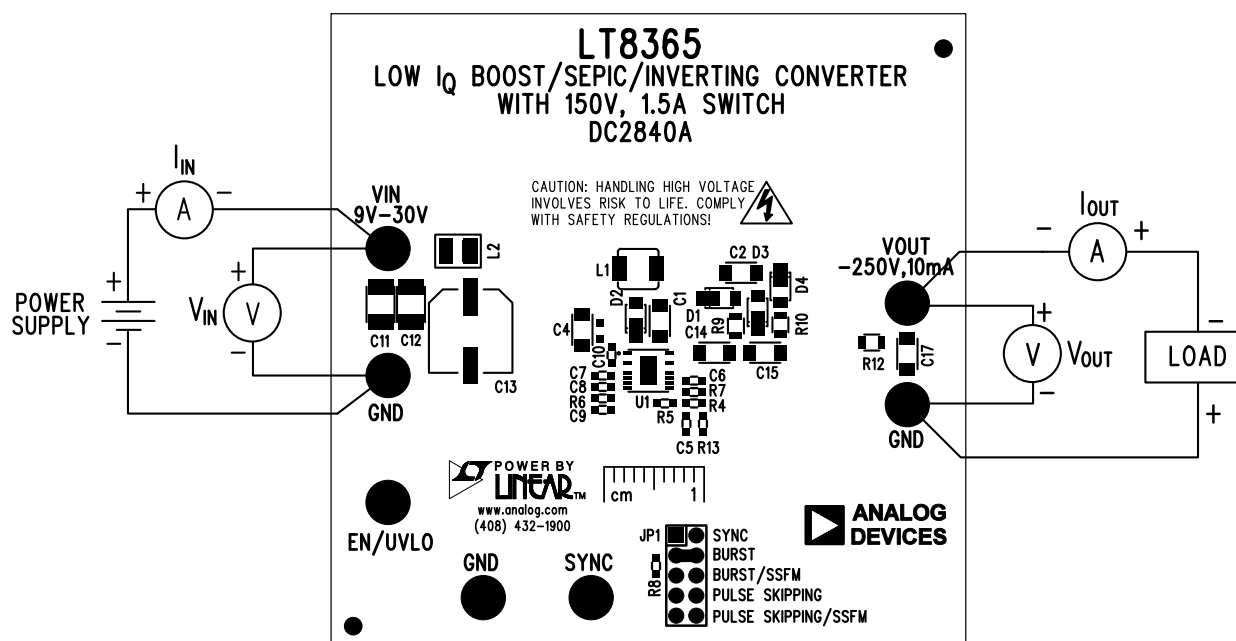 LT8365
LOW IQ BOOST/SEPIC/INVERTING CONVERTER
WITH 150V, 1.5A SWITCH
DC2840A
CAUTION: HANDLING HIGH VOLTAGE
INVOLVES RISK TO LIFE. COMPLY
WITH SAFETY REGULATIONS!
IIN
+
A
-
VIN
9V-30V
+
POWER
SUPPLY
-
+
VIN
V
-
GND
L2
C11
C12
C13
L1
D2
C4
C10
C7
C8
R6
C9
U1
R5
C2
D3
C1
D1
C14
R9
D4
R10
C6
C15
R7
R4
C5
R13
VOUT
-250V,10mA
R12
C17
GND
-
IOUT
A
+
+
V
VOUT
-
-
LOAD
+
POWER BY
LINEAR™
www.analog.com
(408) 432-1900
cm
1
ANALOG
DEVICES
EN/UVLO
GND
SYNC
JP1
R8
SYNC
BURST
BURST/SSFM
PULSE SKIPPING
PULSE SKIPPING/SSFM